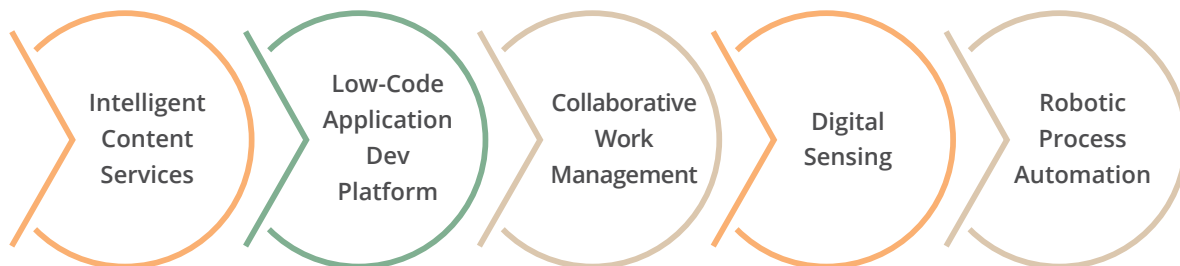 Intelligent
Content
Services
Low-Code
Application
Dev
Platform
Collaborative
Work
Management
Digital
Sensing
Robotic
Process
Automation